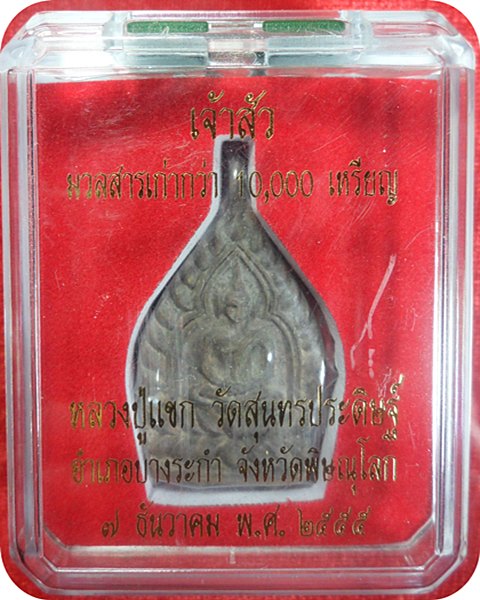 เจ้าสัว
มวลสารเก่ากว่า 10,000 เหรียญ
หลวงปู่แขก วัดสุนทรประดิษฐ์
อำเภอบางระกำ จังหวัดพิษณุโลก
๗ ธันวาคม พ.ศ. ๒๕๕๕